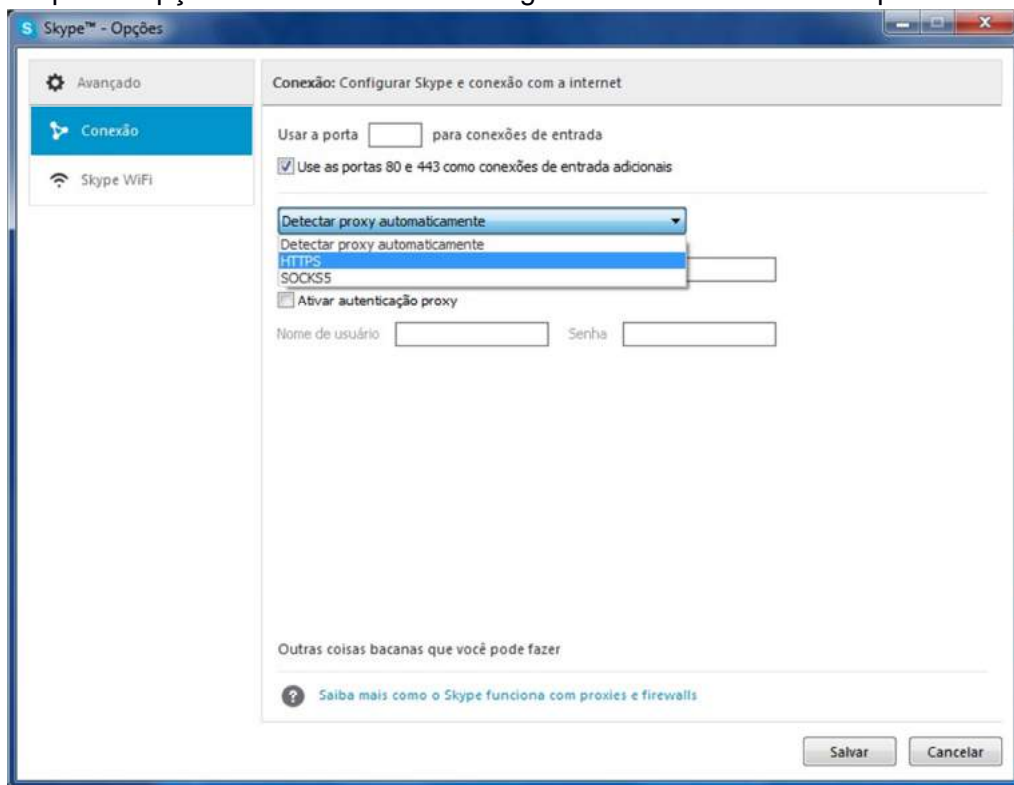 Skype™ - Opções
Avançado
Conexão
Skype WiFi
Conexão: Configurar Skype e conexão com a internet
Usar a porta para conexões de entrada
Use as portas 80 e 443 como conexões de entrada adicionais
Detectar proxy automaticamente
Detectar proxy automaticamente
HTTPS
SOCKS5
Ativar autenticação proxy
Nome de usuário Senha
Outras coisas bacanas que você pode fazer
? Saiba mais como o Skype funciona com proxies e firewalls
Salvar Cancelar